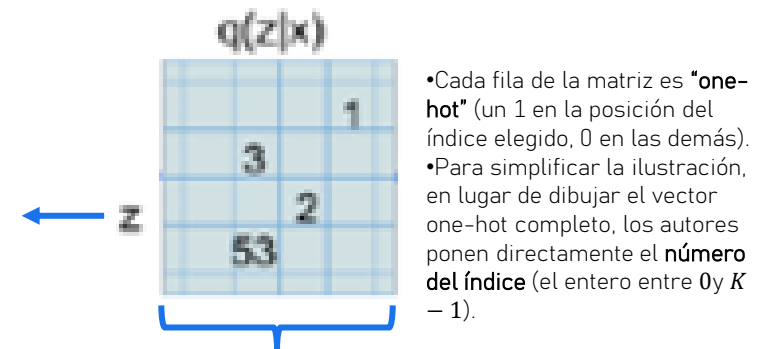 q(z|x)
1
3
z
2
53
•Cada fila de la matriz es “one-
hot” (un 1 en la posición del
índice elegido, 0 en las demás).
•Para simplificar la ilustración,
en lugar de dibujar el vector
one-hot completo, los autores
ponen directamente el número
del índice (el entero entre 0y K
− 1).